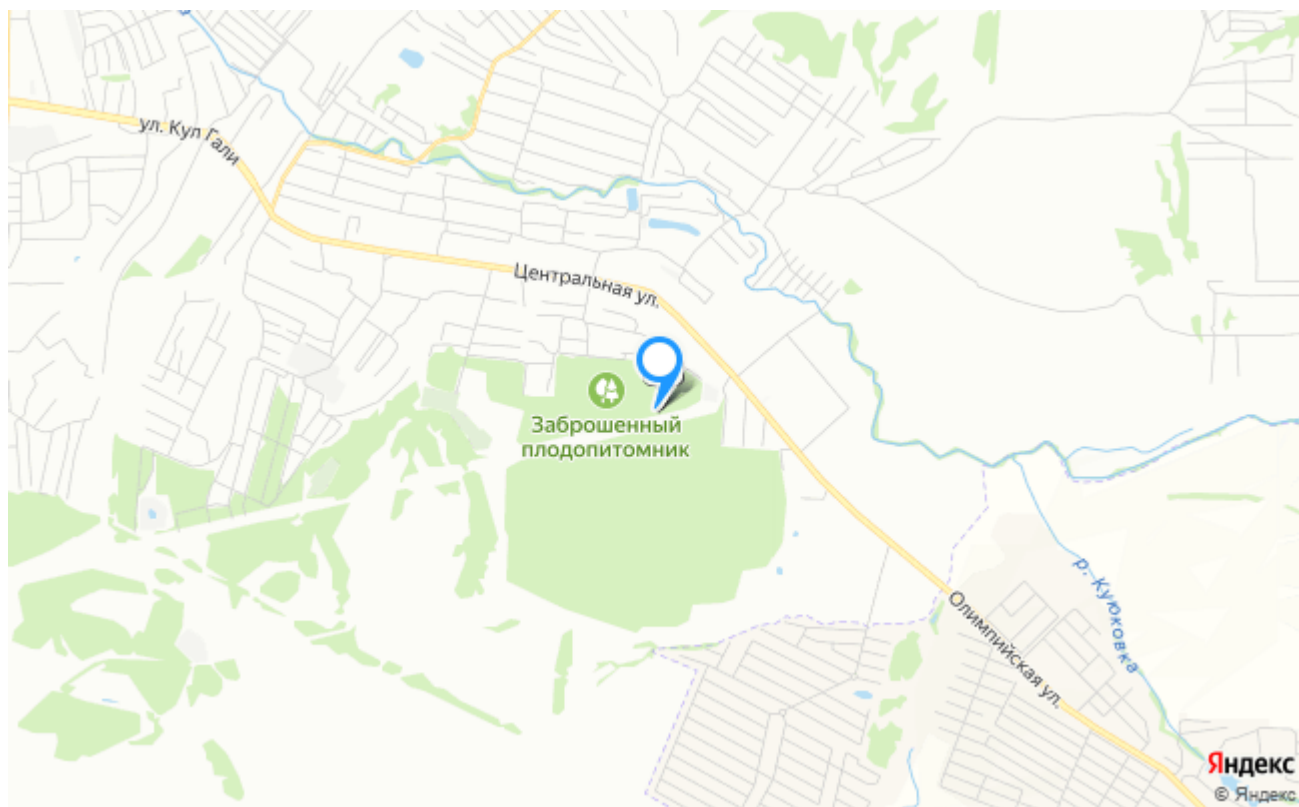 ул. Кул Гали
Центральная ул.
Заброшенный
плодопитомник
р. Куюковка
Олимпийская ул.
Яндекс
© Яндекс